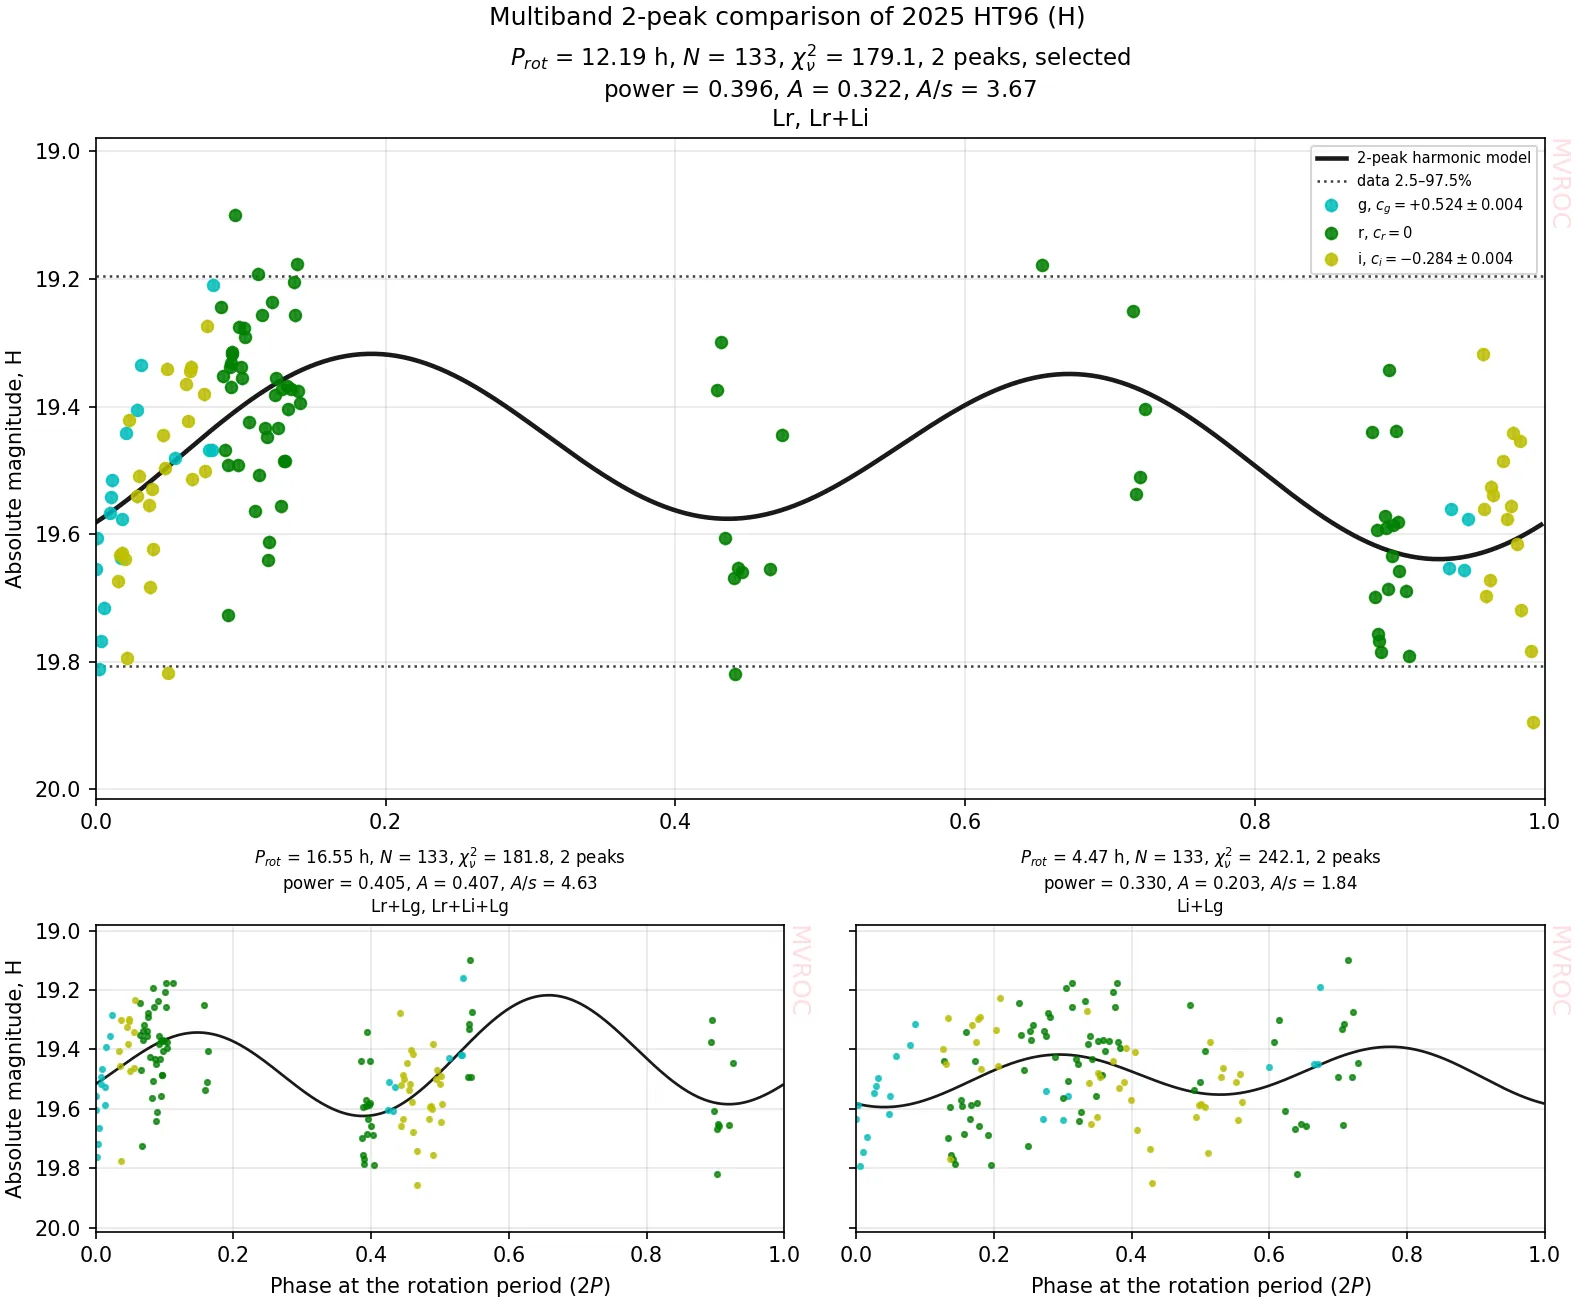 Multiband 2-peak comparison of 2025 HT96 (H)
P_rot = 12.19 h, N = 133, χ²_ν = 179.1, 2 peaks, selected
power = 0.396, A = 0.322, A/s = 3.67
Lr, Lr+Li
Absolute magnitude, H
19.0
19.2
19.4
19.6
19.8
20.0
0.0 0.2 0.4 0.6 0.8 1.0
2-peak harmonic model
data 2.5–97.5%
g, c_g = +0.524 ± 0.004
r, c_r = 0
i, c_i = −0.284 ± 0.004
MVROC
P_rot = 16.55 h, N = 133, χ²_ν = 181.8, 2 peaks
power = 0.405, A = 0.407, A/s = 4.63
Lr+Lg, Lr+Li+Lg
Absolute magnitude, H
19.0
19.2
19.4
19.6
19.8
20.0
0.0 0.2 0.4 0.6 0.8 1.0
Phase at the rotation period (2P)
MVROC
P_rot = 4.47 h, N = 133, χ²_ν = 242.1, 2 peaks
power = 0.330, A = 0.203, A/s = 1.84
Li+Lg
0.0 0.2 0.4 0.6 0.8 1.0
Phase at the rotation period (2P)
MVROC